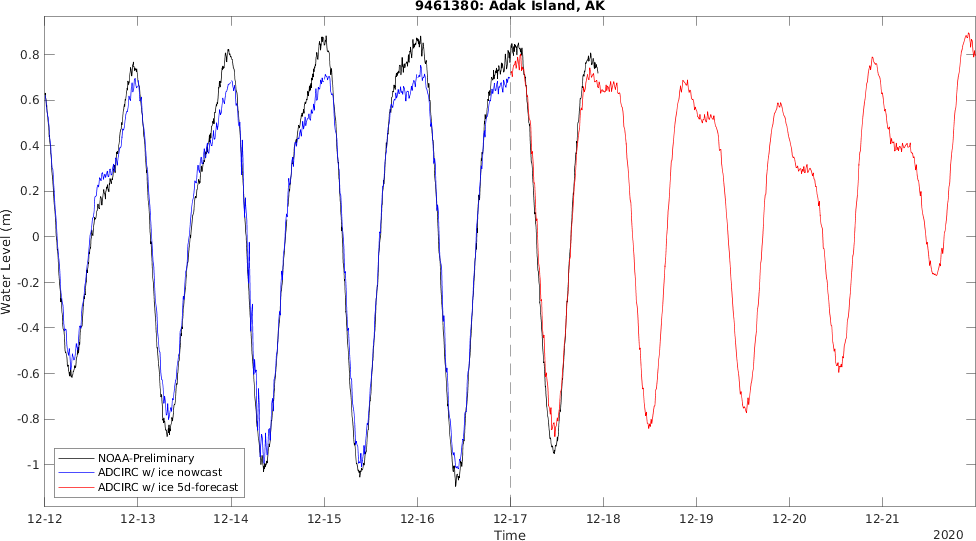 9461380: Adak Island, AK
0.8
0.6
0.4
0.2
0
-0.2
-0.4
-0.6
-0.8
-1
Water Level (m)
NOAA-Preliminary
ADCIRC w/ ice nowcast
ADCIRC w/ ice 5d-forecast
12-12 12-13 12-14 12-15 12-16 12-17 12-18 12-19 12-20 12-21
Time
2020